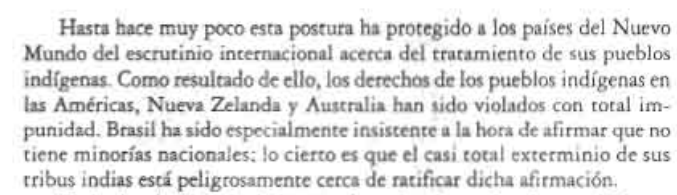 Hasta hace muy poco esta postura ha protegido a los países del Nuevo
Mundo del escrutinio internacional acerca del tratamiento de sus pueblos
indígenas. Como resultado de ello, los derechos de los pueblos indígenas en
las Américas, Nueva Zelanda y Australia han sido violados con total im-
punidad. Brasil ha sido especialmente insistente a la hora de afirmar que no
tiene minorías nacionales; lo cierto es que el casi total exterminio de sus
tribus indias está peligrosamente cerca de ratificar dicha afirmación.